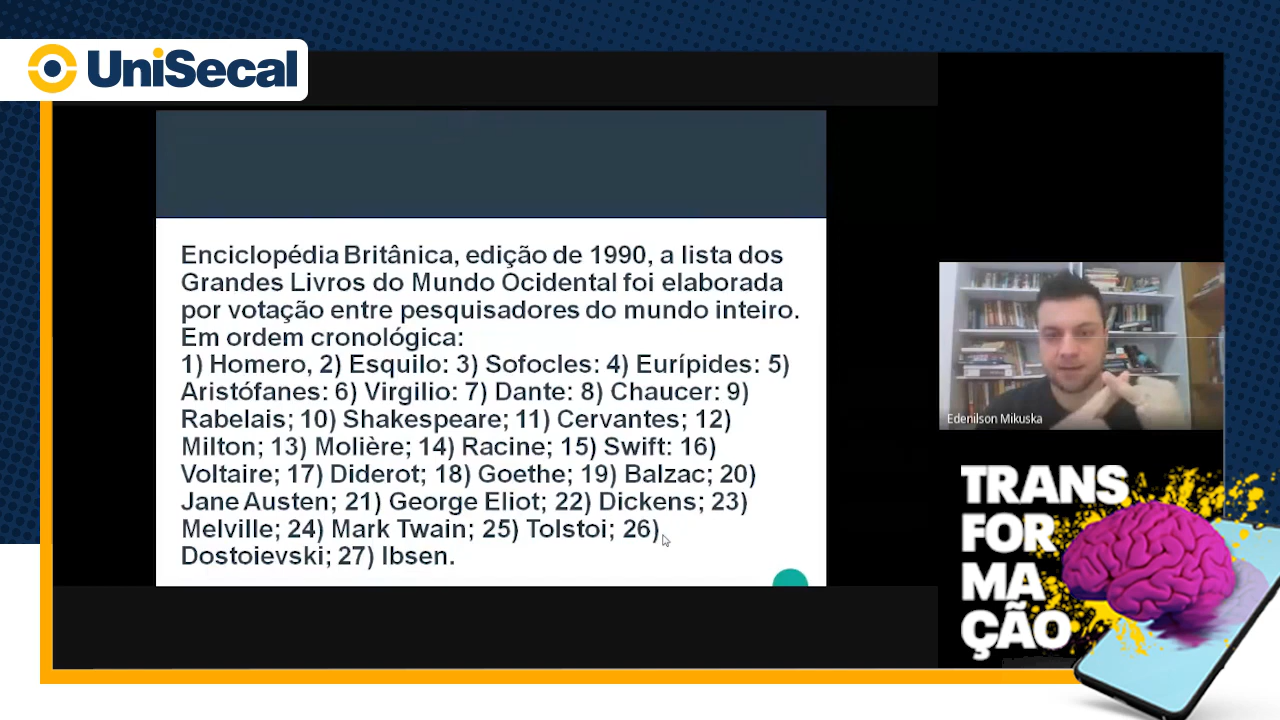 UniSecal
Enciclopédia Britânica, edição de 1990, a lista dos
Grandes Livros do Mundo Ocidental foi elaborada
por votação entre pesquisadores do mundo inteiro.
Em ordem cronológica:
1) Homero, 2) Esquilo: 3) Sofocles: 4) Eurípides: 5)
Aristófanes: 6) Virgilio: 7) Dante: 8) Chaucer: 9)
Rabelais; 10) Shakespeare; 11) Cervantes; 12)
Milton; 13) Molière; 14) Racine; 15) Swift: 16)
Voltaire; 17) Diderot; 18) Goethe; 19) Balzac; 20)
Jane Austen; 21) George Eliot; 22) Dickens; 23)
Melville; 24) Mark Twain; 25) Tolstoi; 26)
Dostoievski; 27) Ibsen.
Edenilson Mikuska
TRANS
FOR
MA
ÇÃO